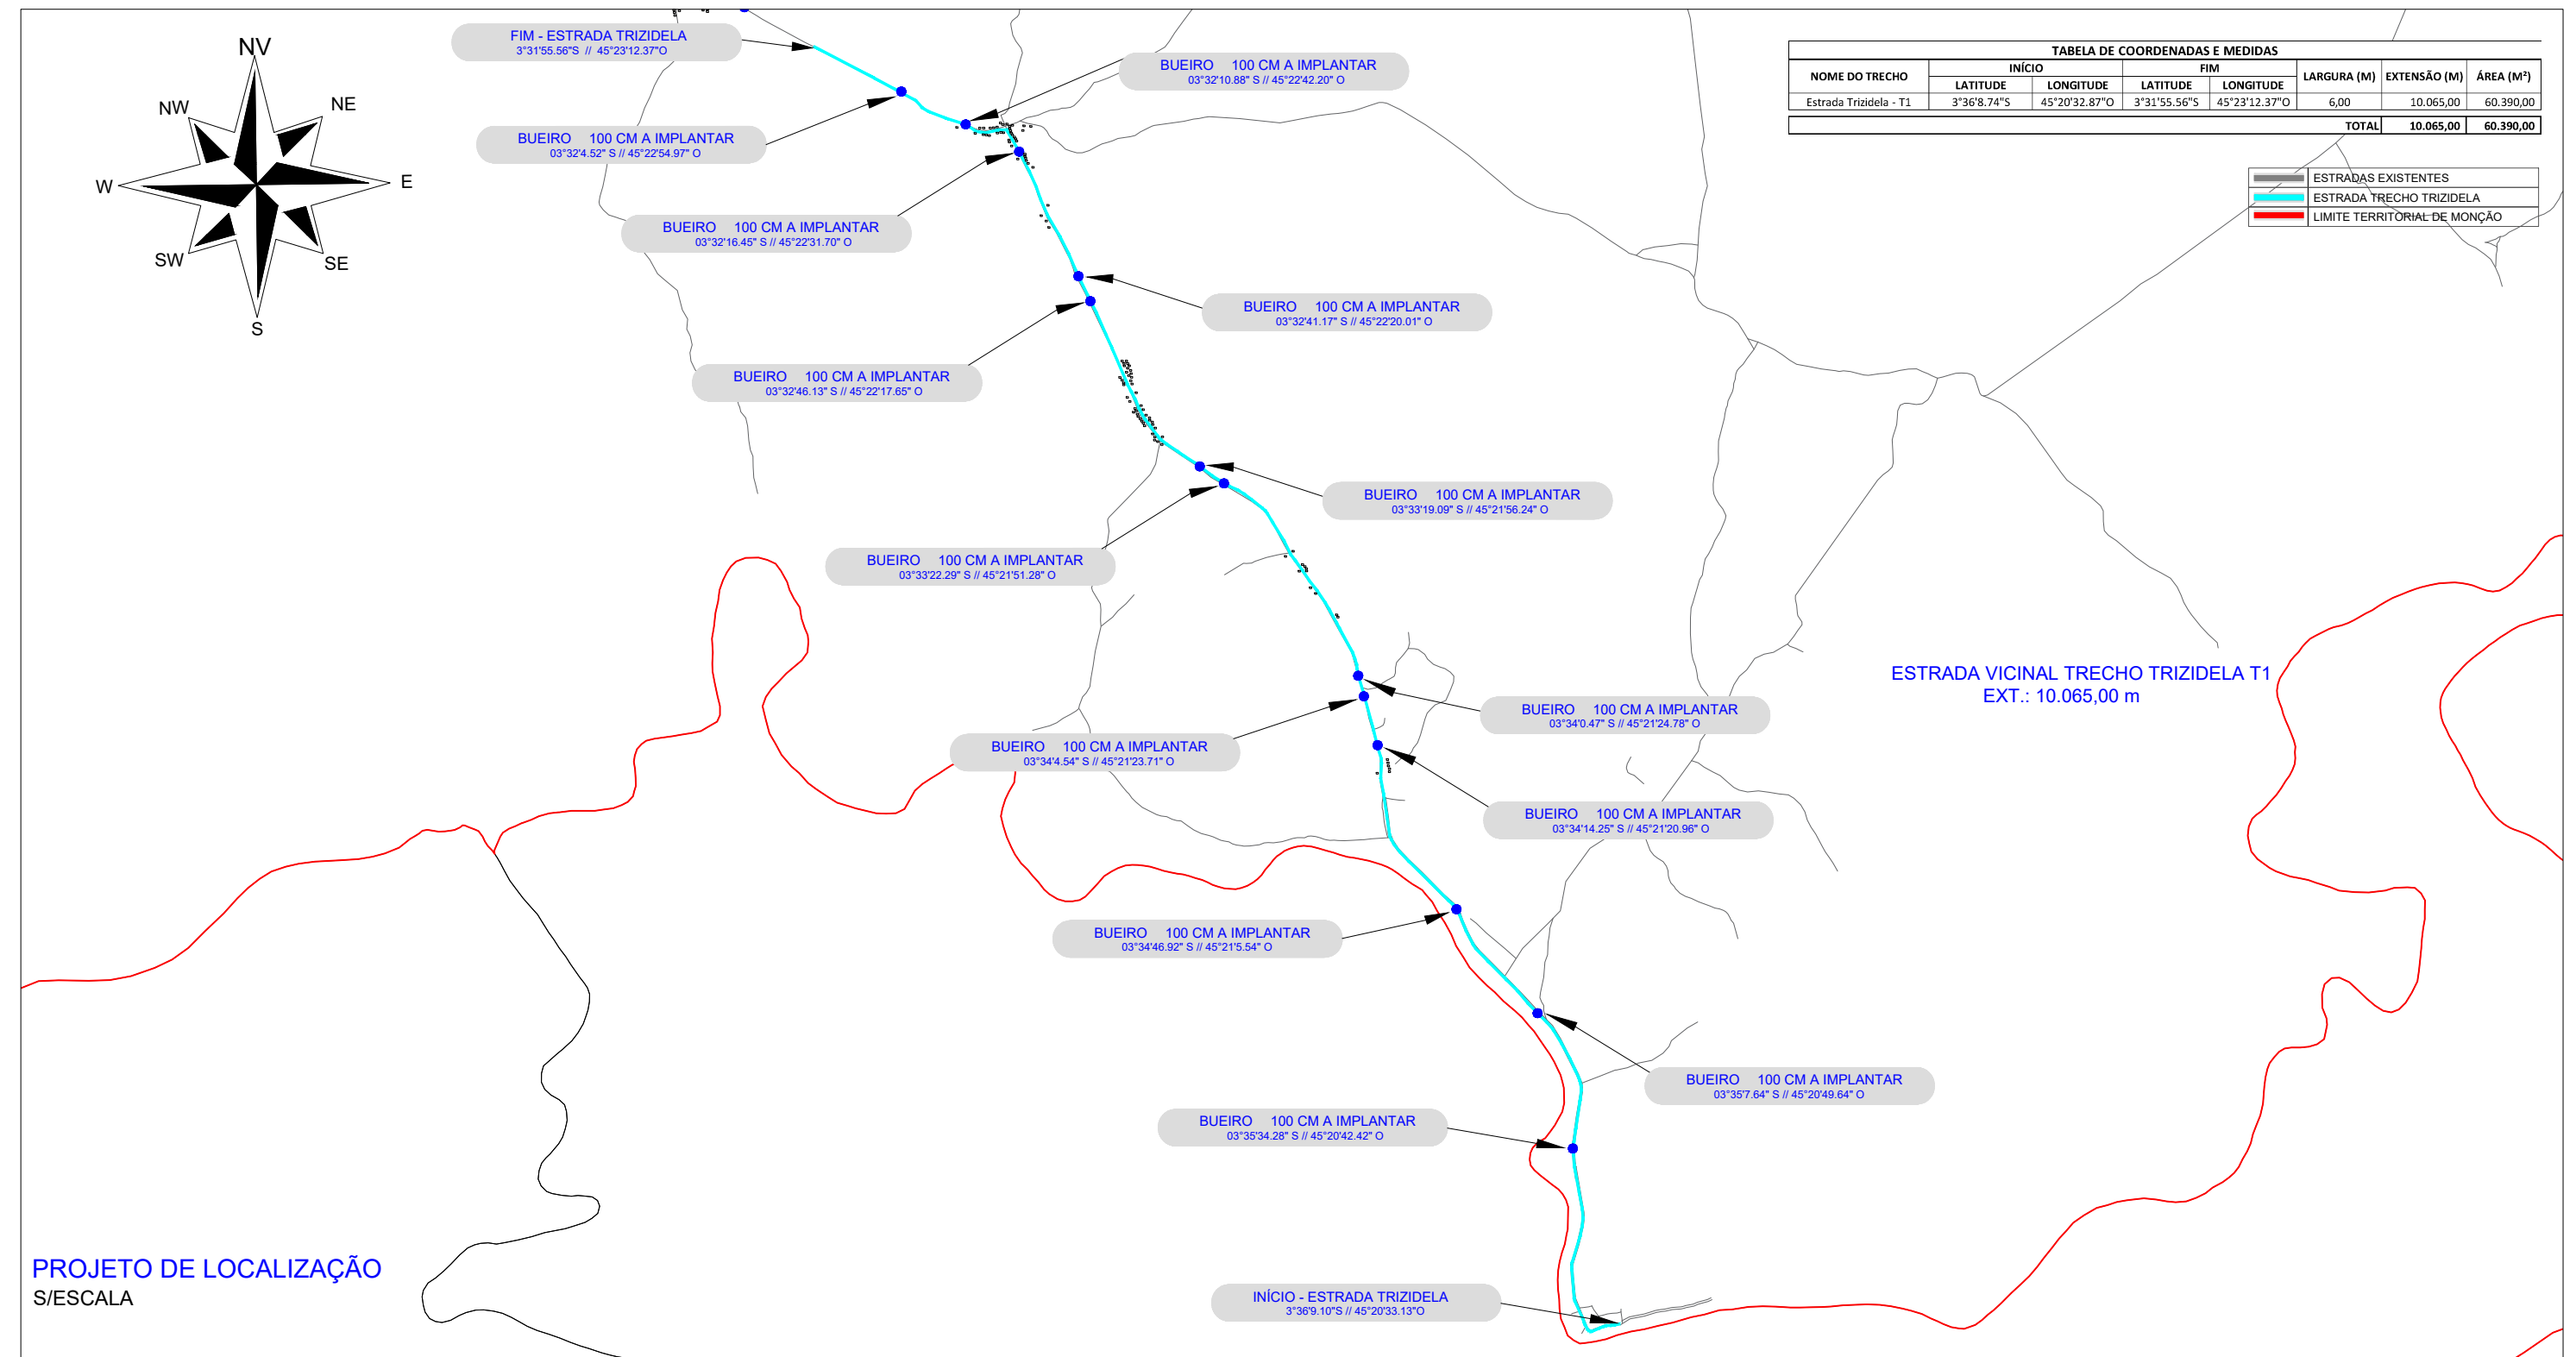 NV
NW
NE
W
E
SW
SE
S
FIM - ESTRADA TRIZIDELA
3°31'55.56"S // 45°23'12.37"O
BUEIRO 100 CM A IMPLANTAR
03°32'10.88" S // 45°22'42.20" O
BUEIRO 100 CM A IMPLANTAR
03°32'4.52" S // 45°22'54.97" O
BUEIRO 100 CM A IMPLANTAR
03°32'16.45" S // 45°22'31.70" O
BUEIRO 100 CM A IMPLANTAR
03°32'41.17" S // 45°22'20.01" O
BUEIRO 100 CM A IMPLANTAR
03°32'46.13" S // 45°22'17.65" O
BUEIRO 100 CM A IMPLANTAR
03°33'19.09" S // 45°21'56.24" O
BUEIRO 100 CM A IMPLANTAR
03°33'22.29" S // 45°21'51.28" O
BUEIRO 100 CM A IMPLANTAR
03°34'0.47" S // 45°21'24.78" O
BUEIRO 100 CM A IMPLANTAR
03°34'4.54" S // 45°21'23.71" O
BUEIRO 100 CM A IMPLANTAR
03°34'14.25" S // 45°21'20.96" O
BUEIRO 100 CM A IMPLANTAR
03°34'46.92" S // 45°21'5.54" O
BUEIRO 100 CM A IMPLANTAR
03°35'7.64" S // 45°20'49.64" O
BUEIRO 100 CM A IMPLANTAR
03°35'34.28" S // 45°20'42.42" O
INÍCIO - ESTRADA TRIZIDELA
3°36'9.10"S // 45°20'33.13"O
TABELA DE COORDENADAS E MEDIDAS
NOME DO TRECHO INÍCIO FIM LARGURA (M) EXTENSÃO (M) ÁREA (M²)
LATITUDE LONGITUDE LATITUDE LONGITUDE
Estrada Trizidela - T1 3°36'8.74"S 45°20'32.87"O 3°31'55.56"S 45°23'12.37"O 6,00 10.065,00 60.390,00
TOTAL 10.065,00 60.390,00
ESTRADAS EXISTENTES
ESTRADA TRECHO TRIZIDELA
LIMITE TERRITORIAL DE MONÇÃO
ESTRADA VICINAL TRECHO TRIZIDELA T1
EXT.: 10.065,00 m
PROJETO DE LOCALIZAÇÃO
S/ESCALA